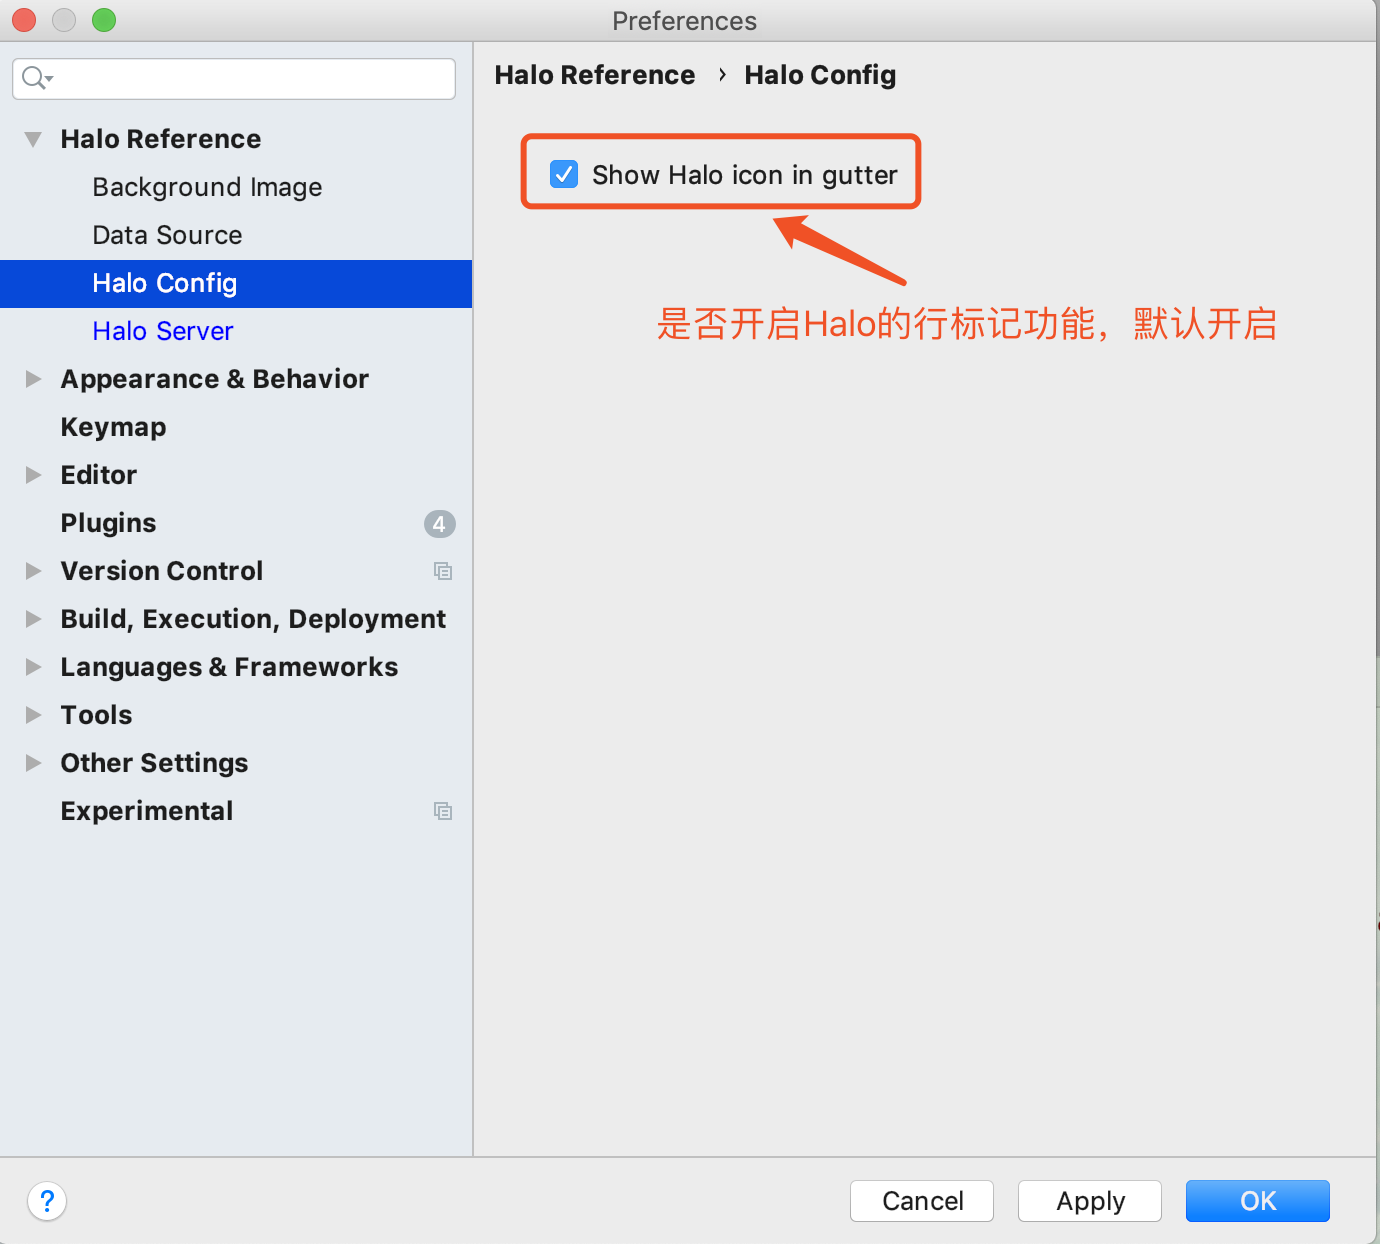 Preferences
Halo Reference › Halo Config
Show Halo icon in gutter
是否开启Halo的行标记功能，默认开启
Halo Reference
Background Image
Data Source
Halo Config
Halo Server
Appearance & Behavior
Keymap
Editor
Plugins 4
Version Control
Build, Execution, Deployment
Languages & Frameworks
Tools
Other Settings
Experimental
?
Cancel
Apply
OK